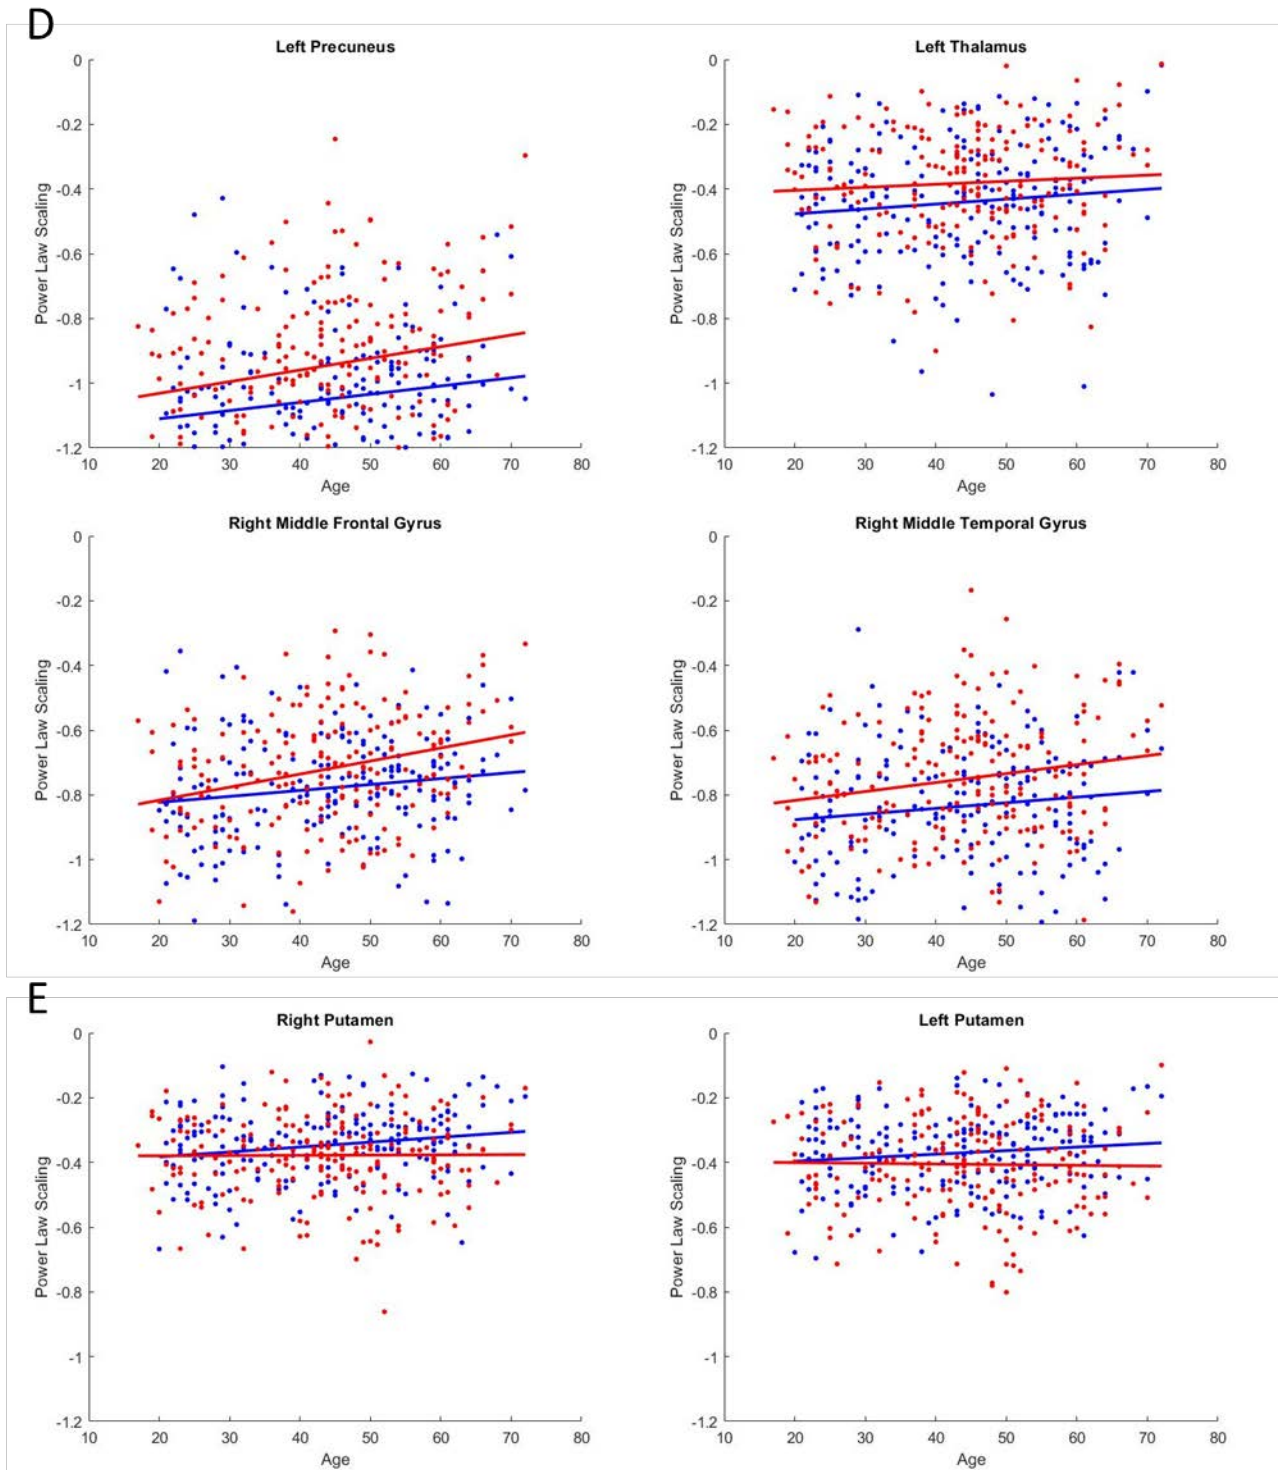 D
Left Precuneus
0
-0.2
-0.4
-0.6
-0.8
-1
-1.2
Power Law Scaling
10 20 30 40 50 60 70 80
Age
Left Thalamus
0
-0.2
-0.4
-0.6
-0.8
-1
-1.2
Power Law Scaling
10 20 30 40 50 60 70 80
Age
Right Middle Frontal Gyrus
0
-0.2
-0.4
-0.6
-0.8
-1
-1.2
Power Law Scaling
10 20 30 40 50 60 70 80
Age
Right Middle Temporal Gyrus
0
-0.2
-0.4
-0.6
-0.8
-1
-1.2
Power Law Scaling
10 20 30 40 50 60 70 80
Age
E
Right Putamen
0
-0.2
-0.4
-0.6
-0.8
-1
-1.2
Power Law Scaling
10 20 30 40 50 60 70 80
Age
Left Putamen
0
-0.2
-0.4
-0.6
-0.8
-1
-1.2
Power Law Scaling
10 20 30 40 50 60 70 80
Age